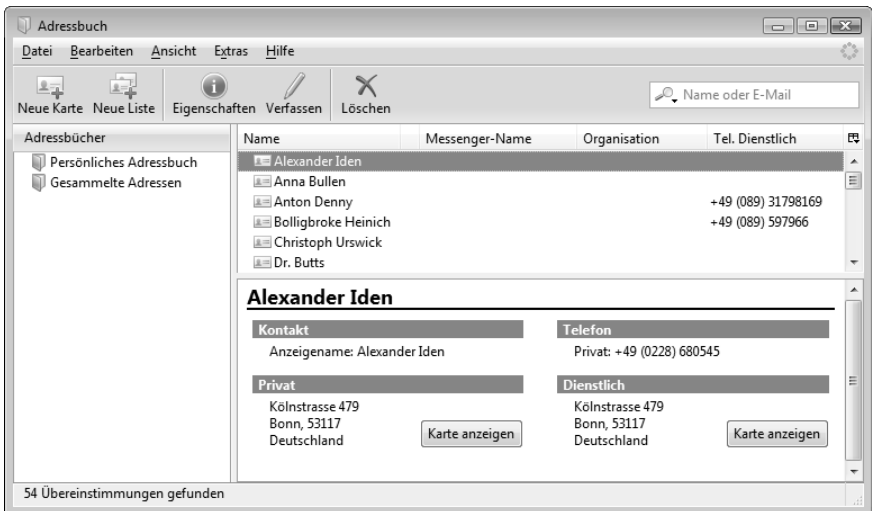 Adressbuch
Datei Bearbeiten Ansicht Extras Hilfe
Neue Karte Neue Liste Eigenschaften Verfassen Löschen
Name oder E-Mail
Adressbücher
Persönliches Adressbuch
Gesammelte Adressen
Name Messenger-Name Organisation Tel. Dienstlich
Alexander Iden
Anna Bullen
Anton Denny +49 (089) 31798169
Bolligbroke Heinich +49 (089) 597966
Christoph Urswick
Dr. Butts
Alexander Iden
Kontakt
Anzeigename: Alexander Iden
Telefon
Privat: +49 (0228) 680545
Privat
Kölnstrasse 479
Bonn, 53117
Deutschland
Karte anzeigen
Dienstlich
Kölnstrasse 479
Bonn, 53117
Deutschland
Karte anzeigen
54 Übereinstimmungen gefunden